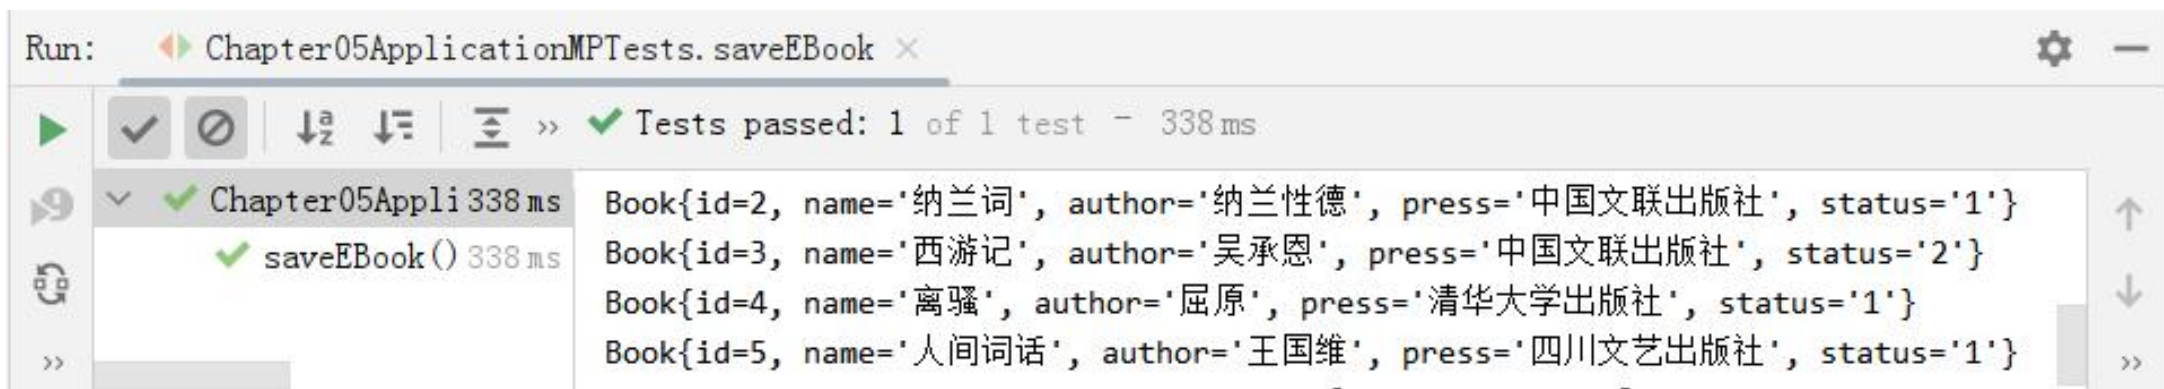 Run: Chapter05ApplicationMPTests.saveEBook ×
» ✔ Tests passed: 1 of 1 test – 338 ms
Chapter05Appli 338 ms
saveEBook() 338 ms
Book{id=2, name='纳兰词', author='纳兰性德', press='中国文联出版社', status='1'}
Book{id=3, name='西游记', author='吴承恩', press='中国文联出版社', status='2'}
Book{id=4, name='离骚', author='屈原', press='清华大学出版社', status='1'}
Book{id=5, name='人间词话', author='王国维', press='四川文艺出版社', status='1'}